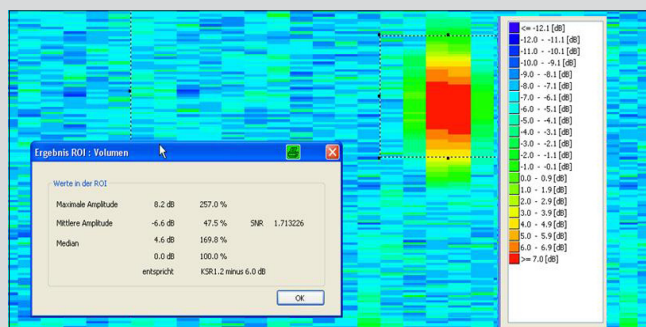 Ergebnis ROI : Volumen
Werte in der ROI
Maximale Amplitude 8.2 dB 257.0 %
Mittlere Amplitude -6.6 dB 47.5 % SNR 1.713226
Median 4.6 dB 169.8 %
0.0 dB 100.0 %
entspricht KSR1.2 minus 6.0 dB
OK
<= -12.1 [dB]
-12.0 - -11.1 [dB]
-11.0 - -10.1 [dB]
-10.0 - -9.1 [dB]
-9.0 - -8.1 [dB]
-8.0 - -7.1 [dB]
-7.0 - -6.1 [dB]
-6.0 - -5.1 [dB]
-5.0 - -4.1 [dB]
-4.0 - -3.1 [dB]
-3.0 - -2.1 [dB]
-2.0 - -1.1 [dB]
-1.0 - -0.1 [dB]
0.0 - 0.9 [dB]
1.0 - 1.9 [dB]
2.0 - 2.9 [dB]
3.0 - 3.9 [dB]
4.0 - 4.9 [dB]
5.0 - 5.9 [dB]
6.0 - 6.9 [dB]
>= 7.0 [dB]